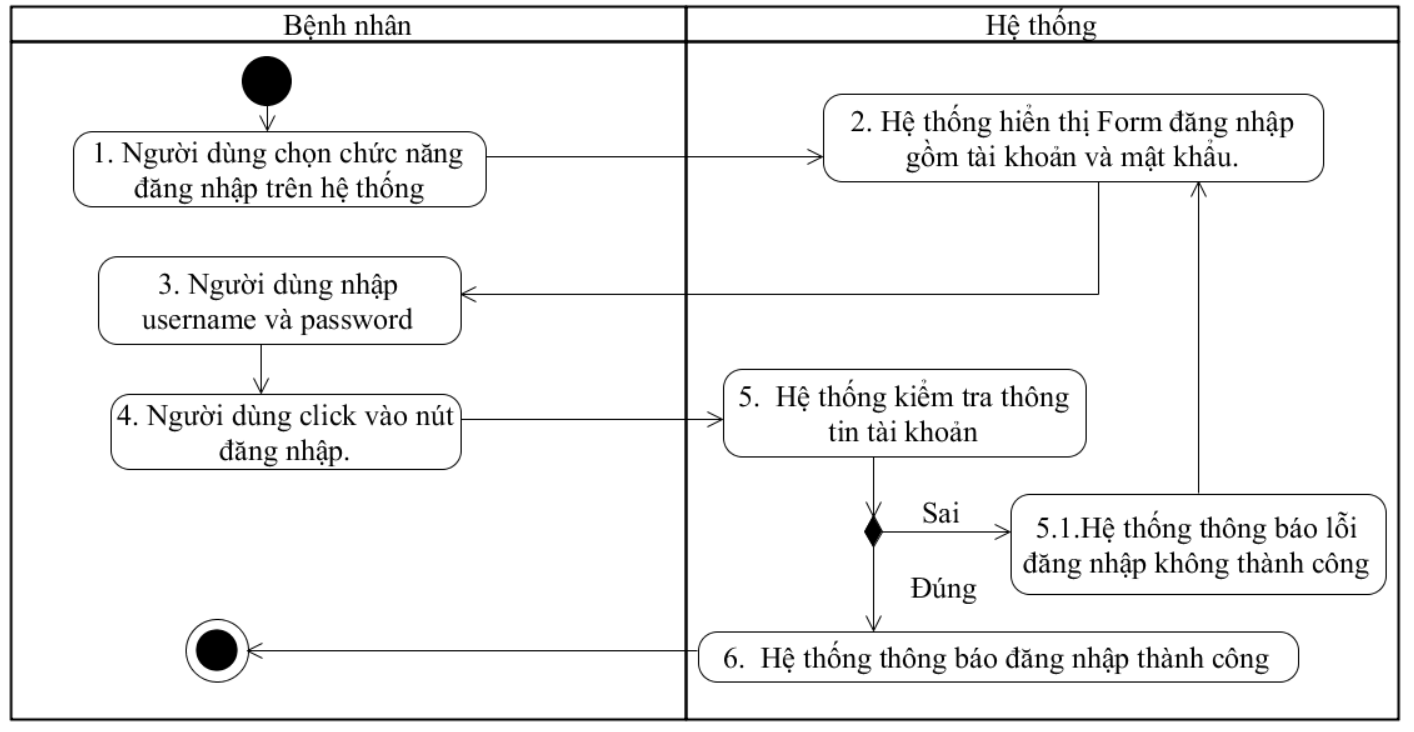 Bệnh nhân
Hệ thống
1. Người dùng chọn chức năng
đăng nhập trên hệ thống
2. Hệ thống hiển thị Form đăng nhập
gồm tài khoản và mật khẩu.
3. Người dùng nhập
username và password
4. Người dùng click vào nút
đăng nhập.
5.  Hệ thống kiểm tra thông
tin tài khoản
Sai
5.1.Hệ thống thông báo lỗi
đăng nhập không thành công
Đúng
6.  Hệ thống thông báo đăng nhập thành công